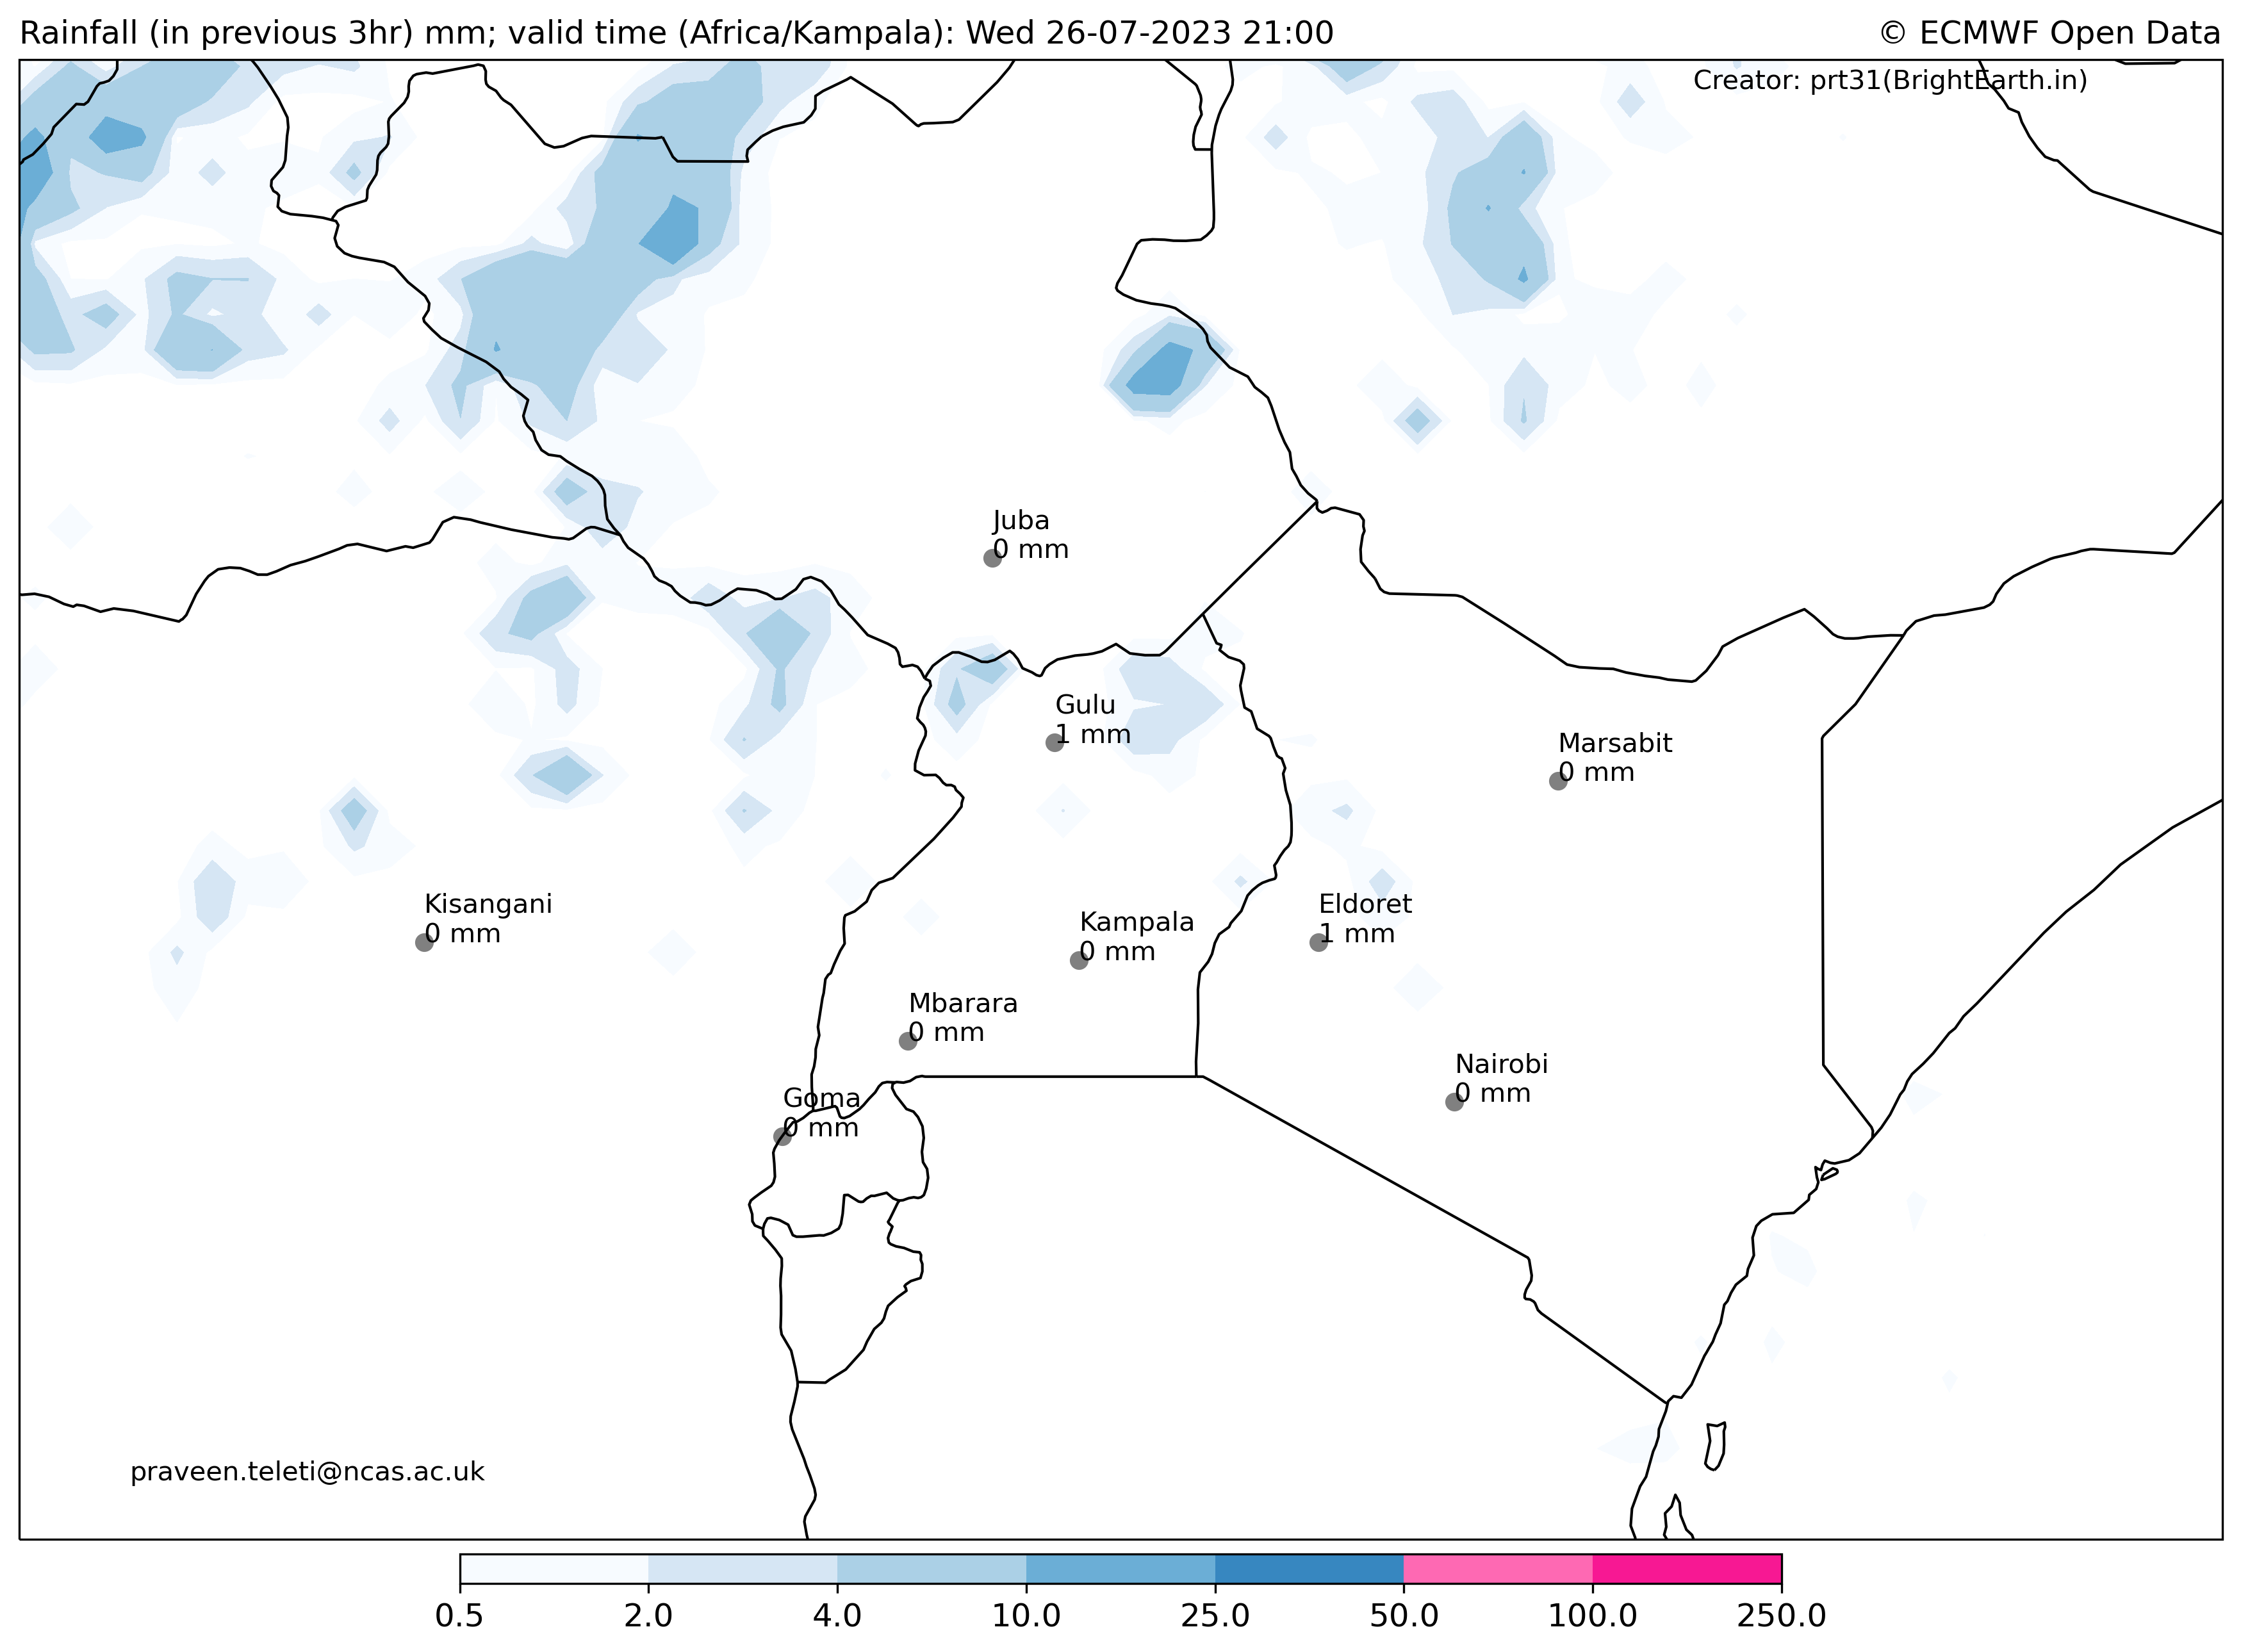 Rainfall (in previous 3hr) mm; valid time (Africa/Kampala): Wed 26-07-2023 21:00
© ECMWF Open Data
Creator: prt31(BrightEarth.in)
Juba
0 mm
Gulu
1 mm
Marsabit
0 mm
Kisangani
0 mm
Eldoret
1 mm
Kampala
0 mm
Mbarara
0 mm
Nairobi
0 mm
Goma
0 mm
praveen.teleti@ncas.ac.uk
0.5 2.0 4.0 10.0 25.0 50.0 100.0 250.0